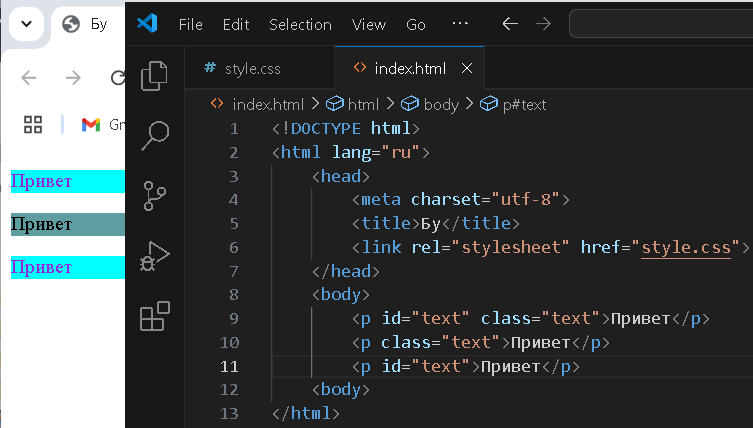 Бу
File Edit Selection View Go ···
# style.css <> index.html ×
Gm
<> index.html > html > body > p#text
1 <!DOCTYPE html>
2 <html lang="ru">
3 <head>
4 <meta charset="utf-8">
5 <title>Бу</title>
6 <link rel="stylesheet" href="style.css">
7 </head>
8 <body>
9 <p id="text" class="text">Привет</p>
10 <p class="text">Привет</p>
11 <p id="text">Привет</p>
12 <body>
13 </html>
Привет
Привет
Привет